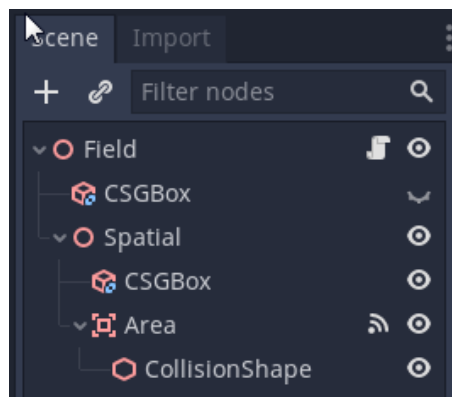 Scene Import
Filter nodes
Field
CSGBox
Spatial
CSGBox
Area
CollisionShape